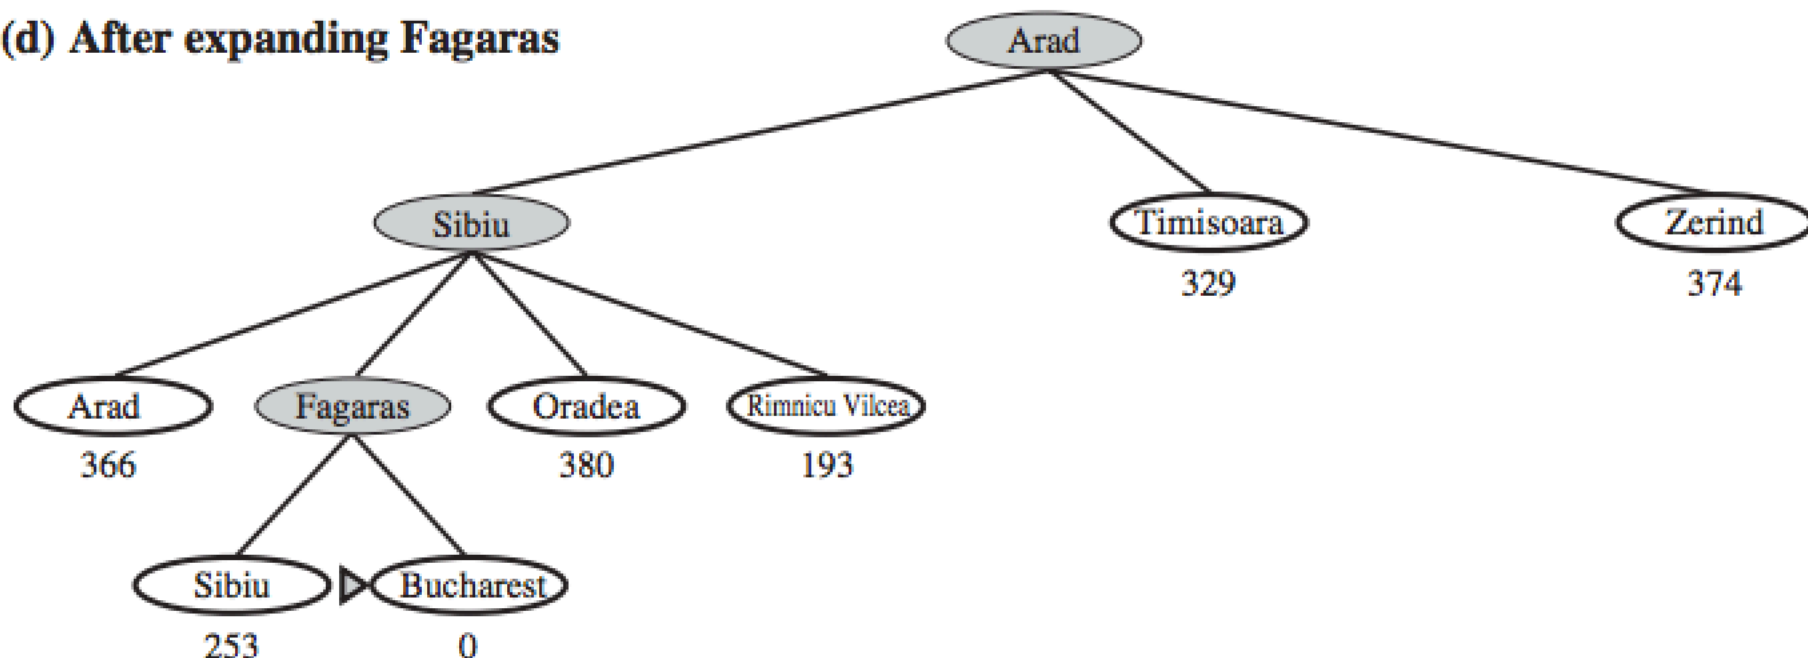 (d) After expanding Fagaras
Arad
Sibiu
Timisoara
Zerind
329
374
Arad
Fagaras
Oradea
Rimnicu Vilcea
366
380
193
Sibiu
Bucharest
253
0